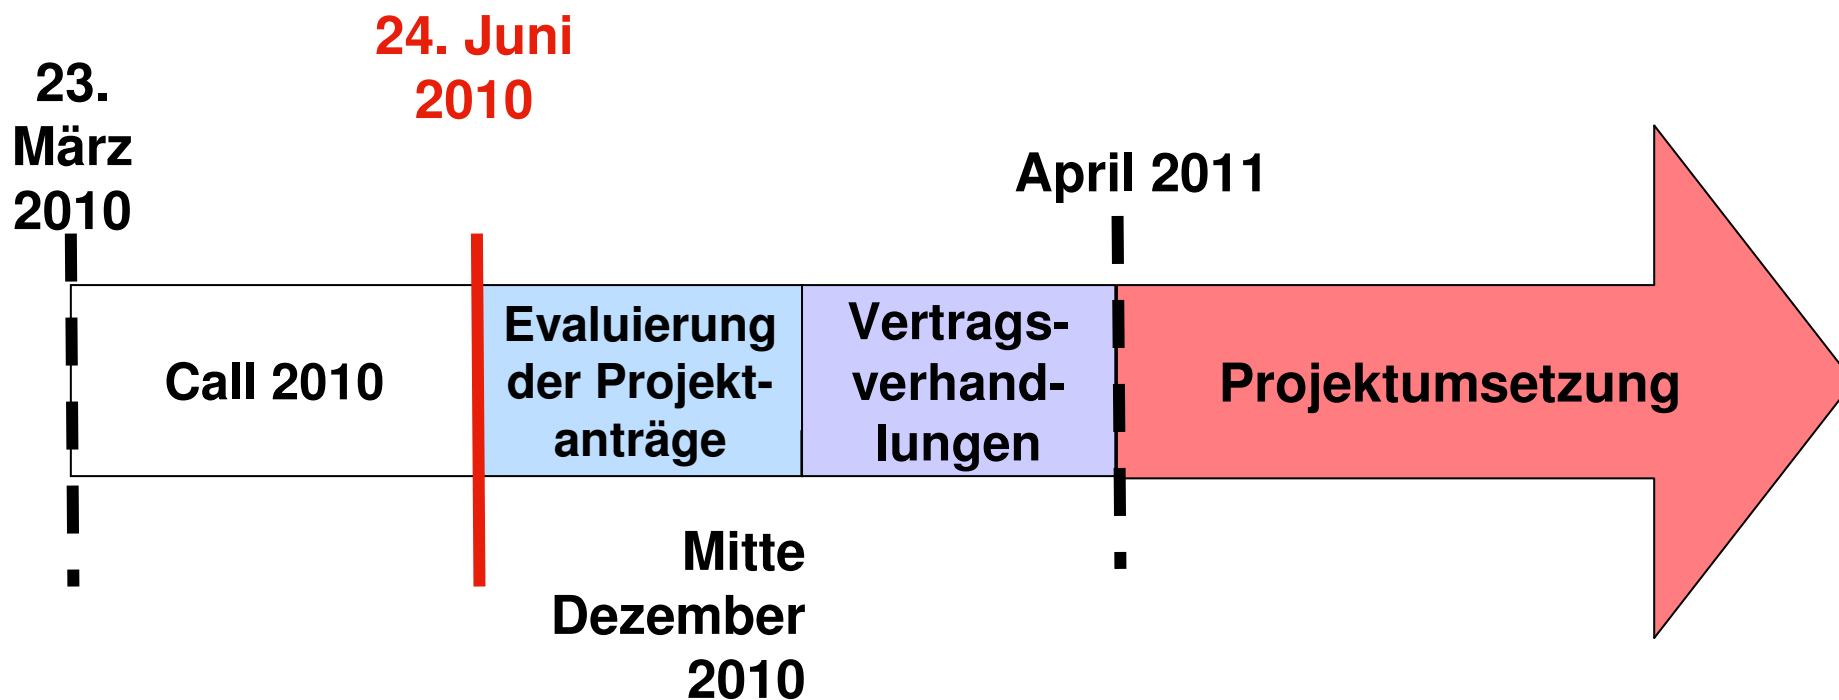 24. Juni
2010
23.
März
2010
April 2011
Call 2010
Evaluierung
der Projekt-
anträge
Vertrags-
verhand-
lungen
Projektumsetzung
Mitte
Dezember
2010